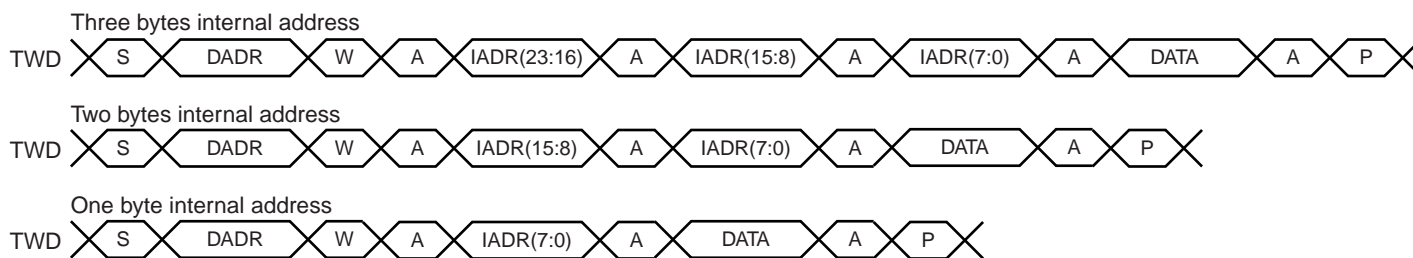 Three bytes internal address
TWD S DADR W A IADR(23:16) A IADR(15:8) A IADR(7:0) A DATA A P
Two bytes internal address
TWD S DADR W A IADR(15:8) A IADR(7:0) A DATA A P
One byte internal address
TWD S DADR W A IADR(7:0) A DATA A P